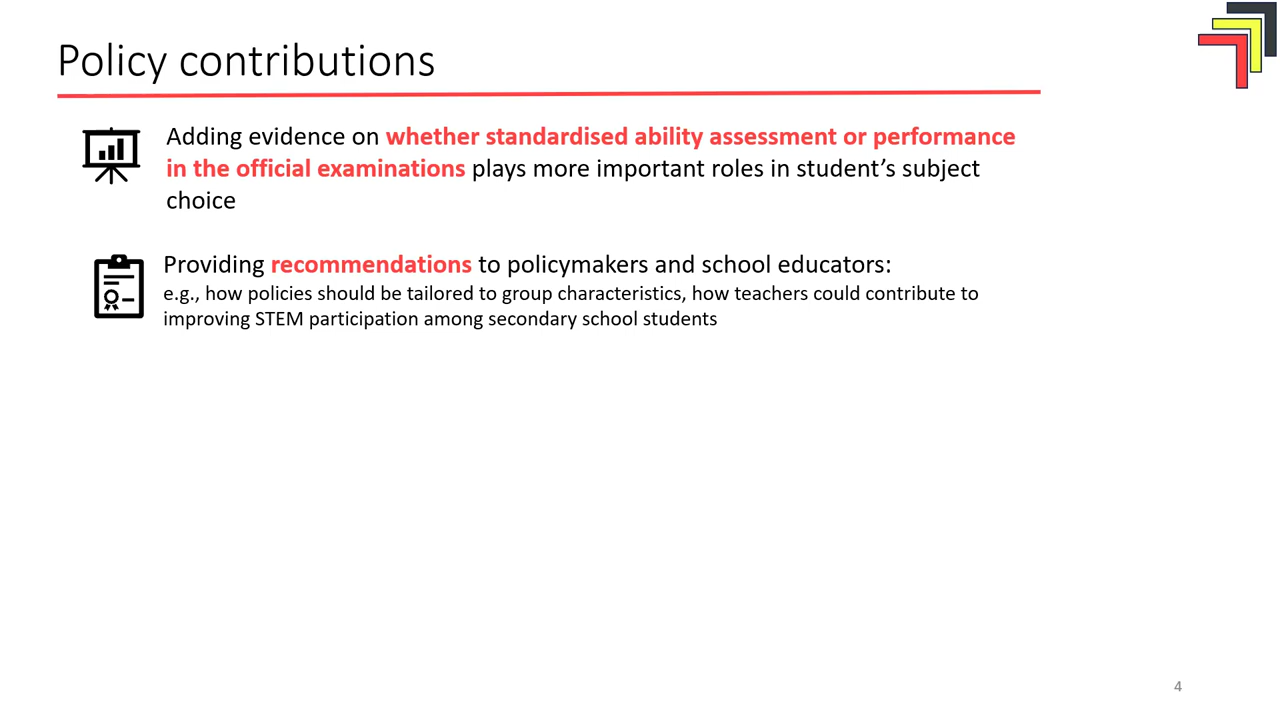 Policy contributions
Adding evidence on whether standardised ability assessment or performance
in the official examinations plays more important roles in student’s subject
choice
Providing recommendations to policymakers and school educators:
e.g., how policies should be tailored to group characteristics, how teachers could contribute to
improving STEM participation among secondary school students
4